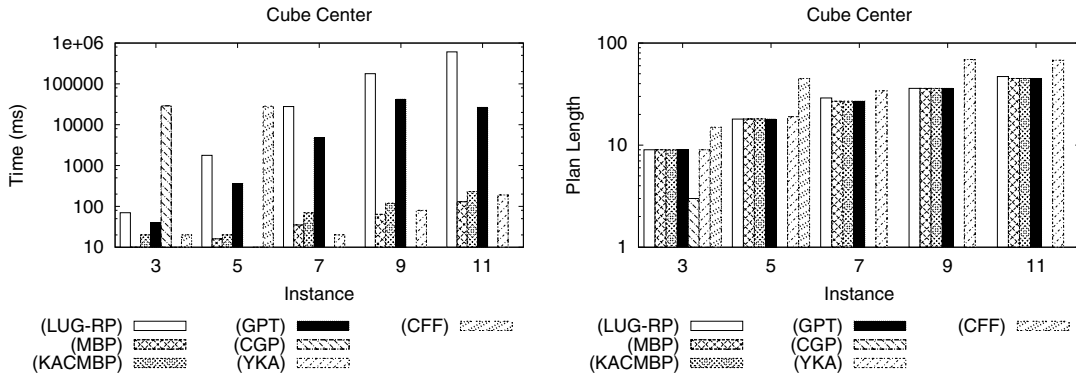 Cube Center
1e+06
100000
10000
1000
100
10
Time (ms)
3 5 7 9 11
Instance
(LUG-RP) (GPT) (CFF)
(MBP) (CGP)
(KACMBP) (YKA)
Cube Center
100
10
1
Plan Length
3 5 7 9 11
Instance
(LUG-RP) (GPT) (CFF)
(MBP) (CGP)
(KACMBP) (YKA)